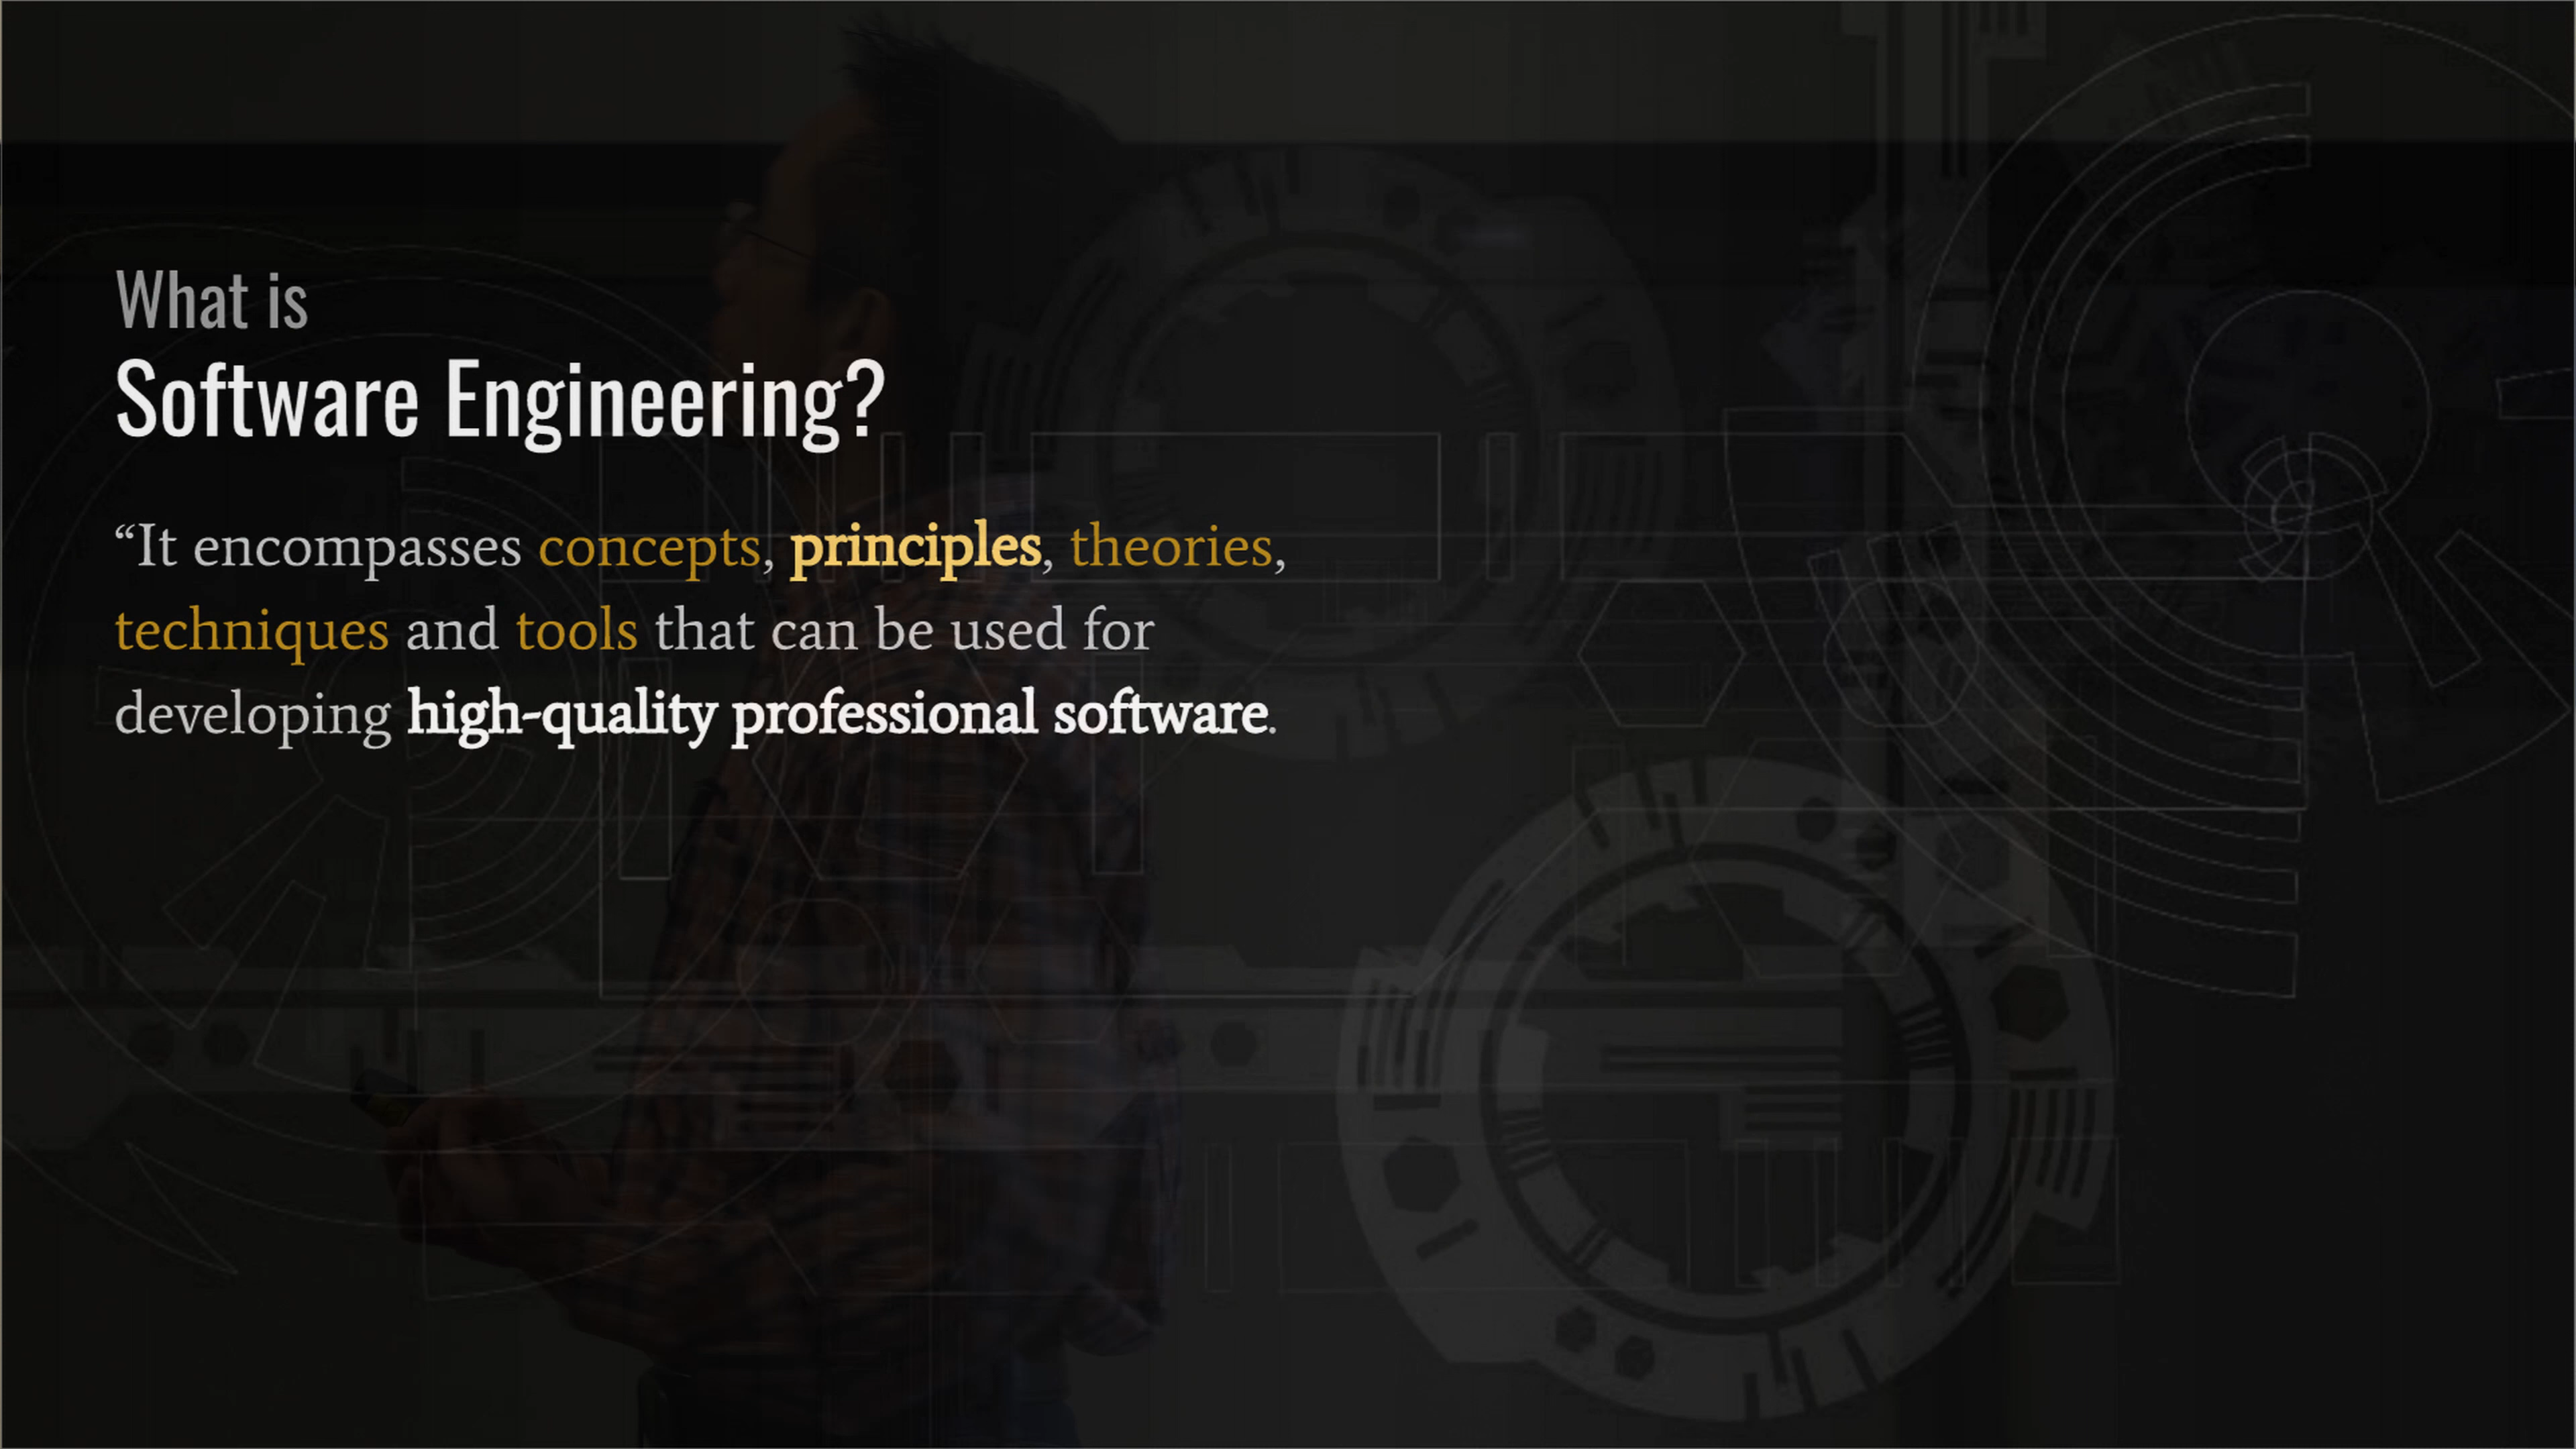 What is
Software Engineering?
“It encompasses concepts, principles, theories,
techniques and tools that can be used for
developing high-quality professional software.